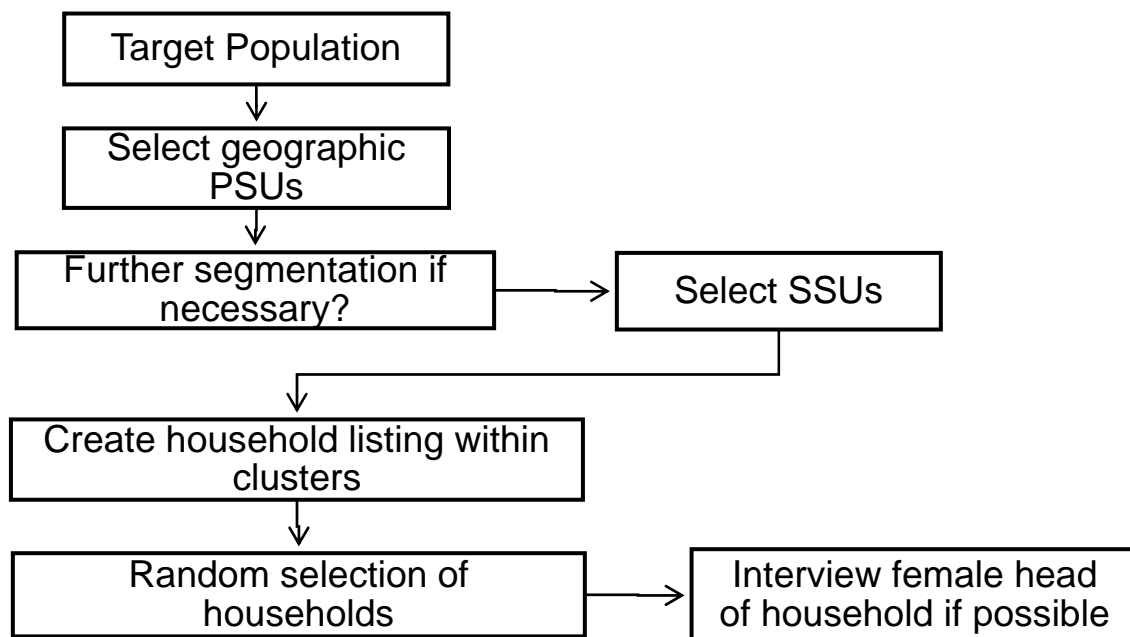 Target Population
Select geographic
PSUs
Further segmentation if
necessary?
Select SSUs
Create household listing within
clusters
Random selection of
households
Interview female head
of household if possible